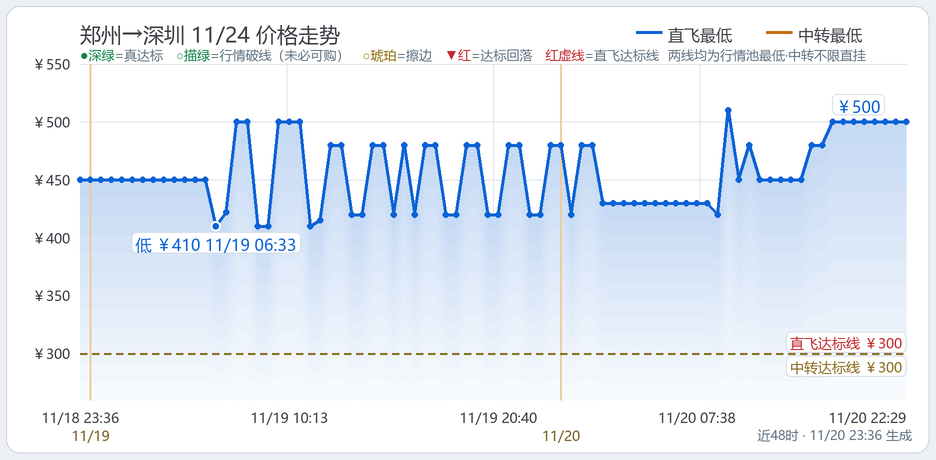 郑州→深圳 11/24 价格走势
直飞最低 中转最低
●深绿=真达标 ○描绿=行情破线（未必可购） ○琥珀=擦边 ▼红=达标回落 红虚线=直飞达标线 两线均为行情池最低·中转不限直挂
￥550
￥500
￥500
￥450
￥400
低 ￥410 11/19 06:33
￥350
￥300
直飞达标线 ￥300
中转达标线 ￥300
11/18 23:36 11/19 10:13 11/19 20:40 11/20 07:38 11/20 22:29
11/19 11/20
近48时 · 11/20 23:36 生成